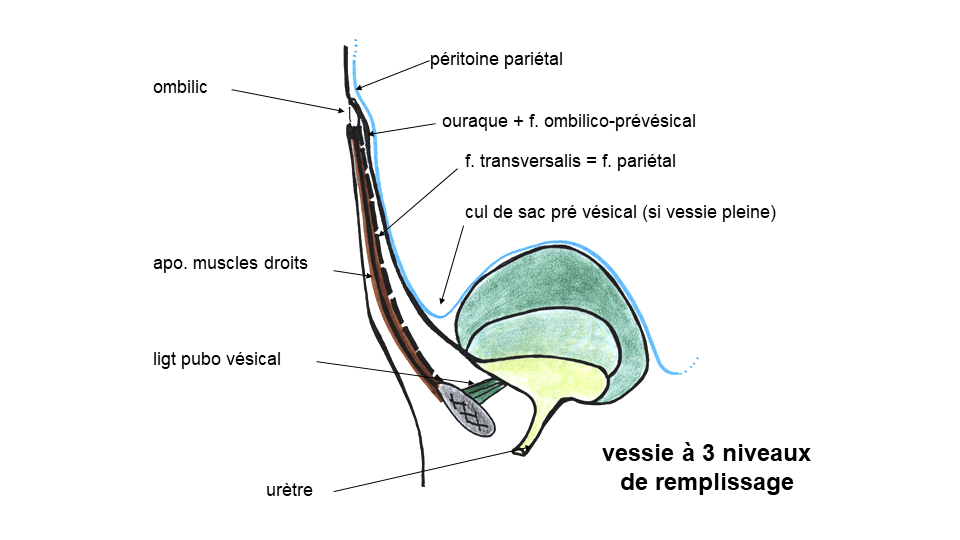 péritoine pariétal
ombilic
ouraque + f. ombilico-prévésical
f. transversalis = f. pariétal
cul de sac pré vésical (si vessie pleine)
apo. muscles droits
ligt pubo vésical
vessie à 3 niveaux
de remplissage
urètre